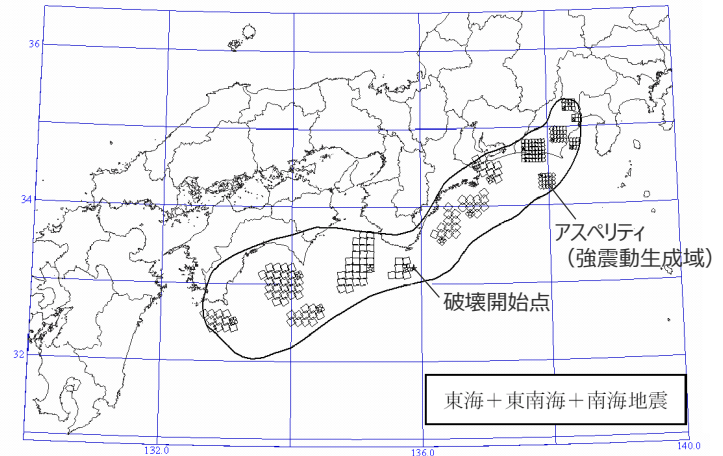 36
34
アスペリティ
（強震動生成域）
破壊開始点
32
東海＋東南海＋南海地震
132.0
136.0
140.0